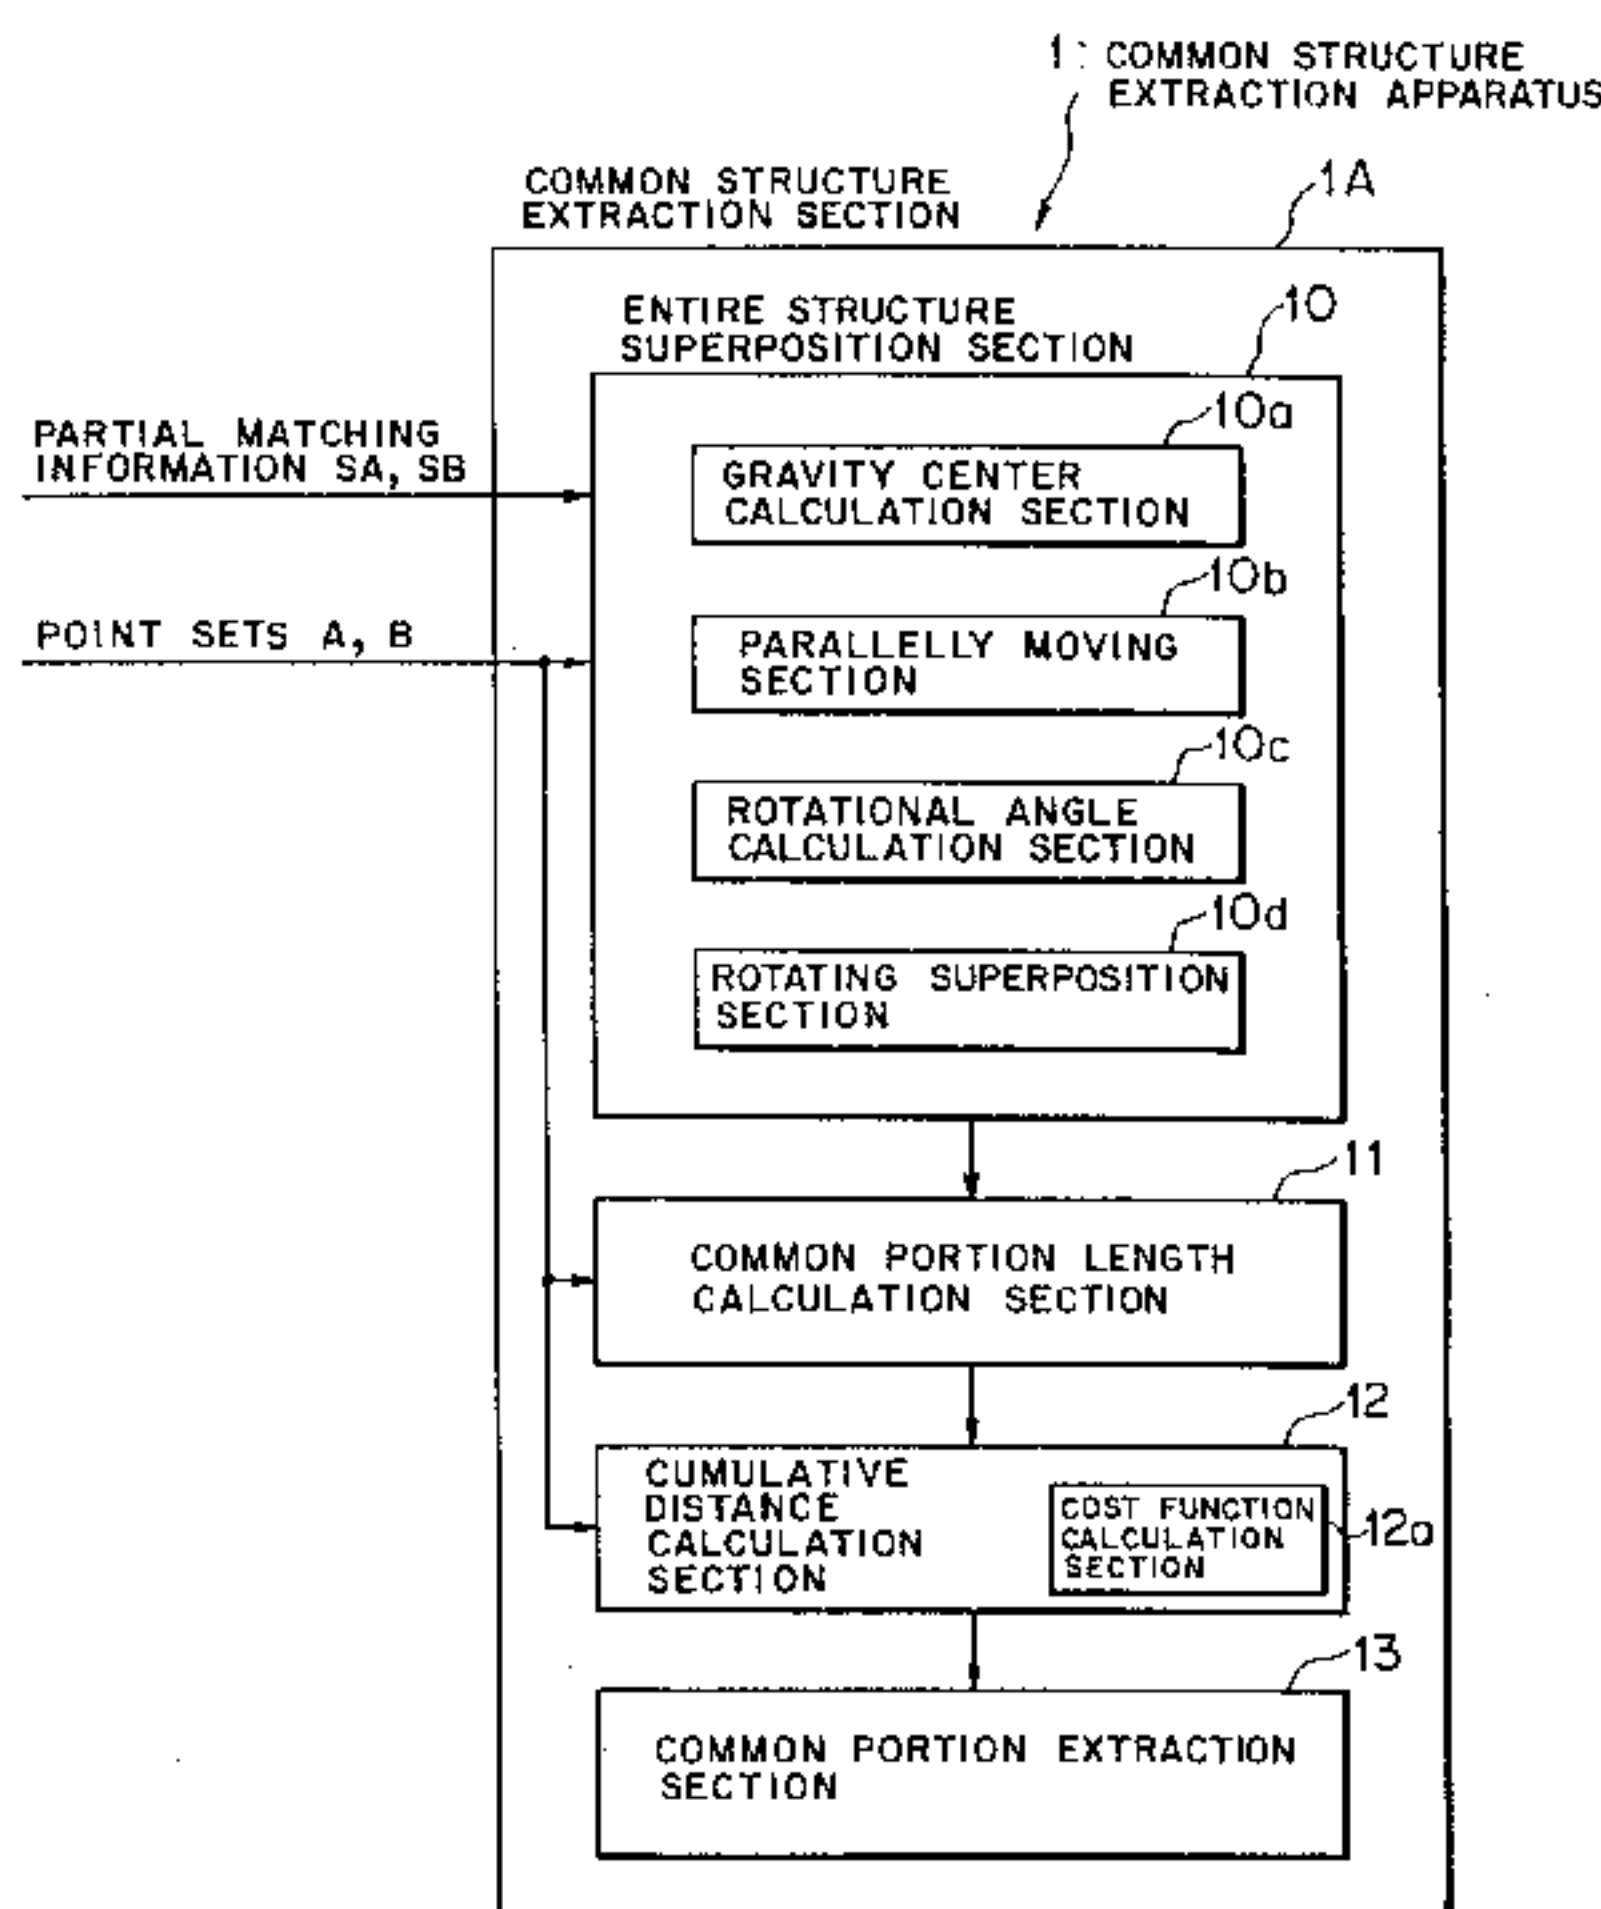 1: COMMON STRUCTURE
EXTRACTION APPARATUS
1A
COMMON STRUCTURE
EXTRACTION SECTION
10
ENTIRE STRUCTURE
SUPERPOSITION SECTION
PARTIAL MATCHING
INFORMATION SA, SB
10a
GRAVITY CENTER
CALCULATION SECTION
POINT SETS A, B
10b
PARALLELLY MOVING
SECTION
10c
ROTATIONAL ANGLE
CALCULATION SECTION
10d
ROTATING SUPERPOSITION
SECTION
11
COMMON PORTION LENGTH
CALCULATION SECTION
12
CUMULATIVE
DISTANCE
CALCULATION
SECTION
COST FUNCTION
CALCULATION
SECTION
12a
13
COMMON PORTION EXTRACTION
SECTION